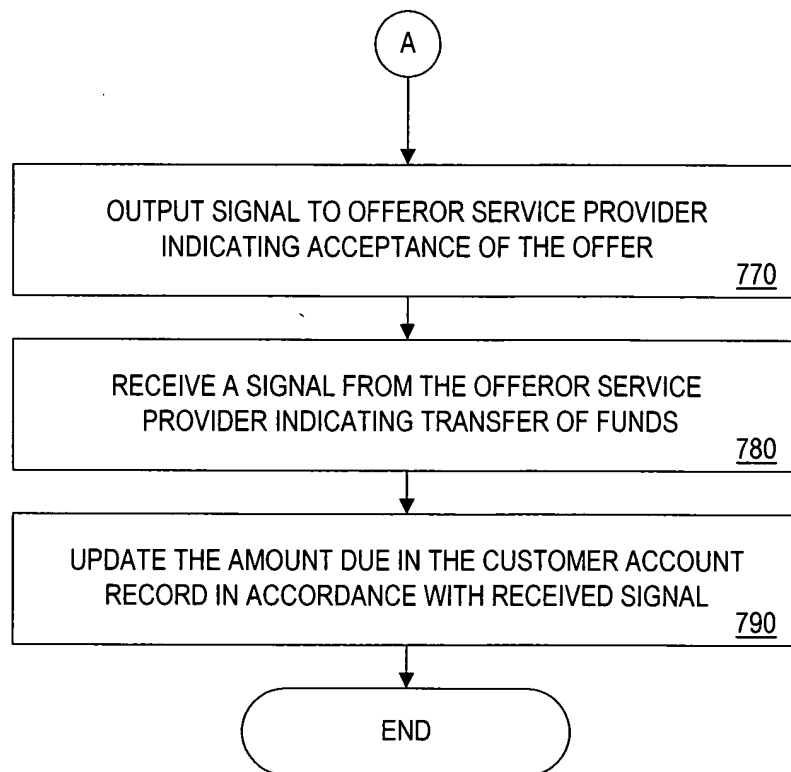 A
OUTPUT SIGNAL TO OFFEROR SERVICE PROVIDER
INDICATING ACCEPTANCE OF THE OFFER
770
RECEIVE A SIGNAL FROM THE OFFEROR SERVICE
PROVIDER INDICATING TRANSFER OF FUNDS
780
UPDATE THE AMOUNT DUE IN THE CUSTOMER ACCOUNT
RECORD IN ACCORDANCE WITH RECEIVED SIGNAL
790
END